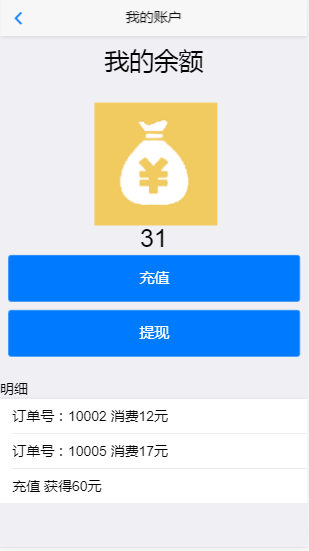 我的账户
我的余额
¥
31
充值
提现
明细
订单号：10002 消费12元
订单号：10005 消费17元
充值 获得60元